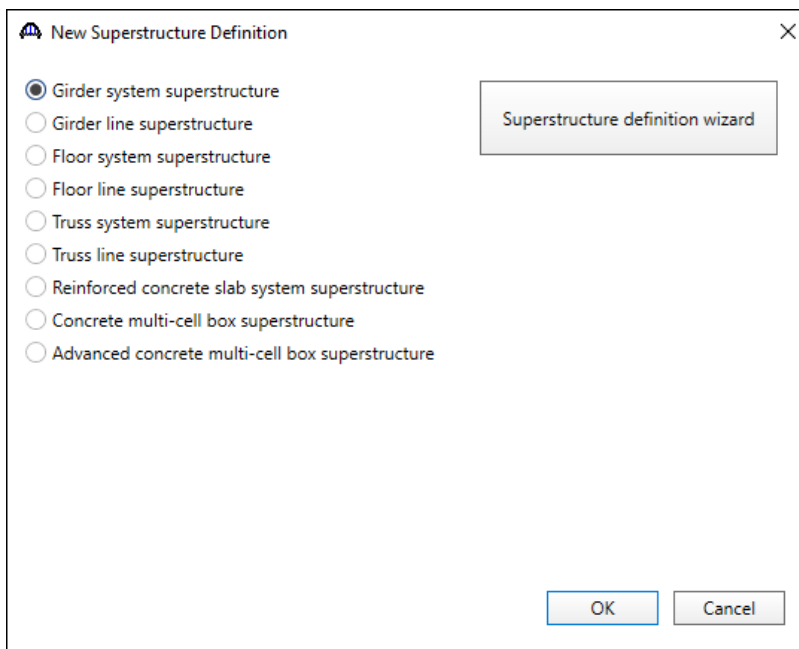 New Superstructure Definition
Girder system superstructure
Superstructure definition wizard
Girder line superstructure
Floor system superstructure
Floor line superstructure
Truss system superstructure
Truss line superstructure
Reinforced concrete slab system superstructure
Concrete multi-cell box superstructure
Advanced concrete multi-cell box superstructure
OK
Cancel